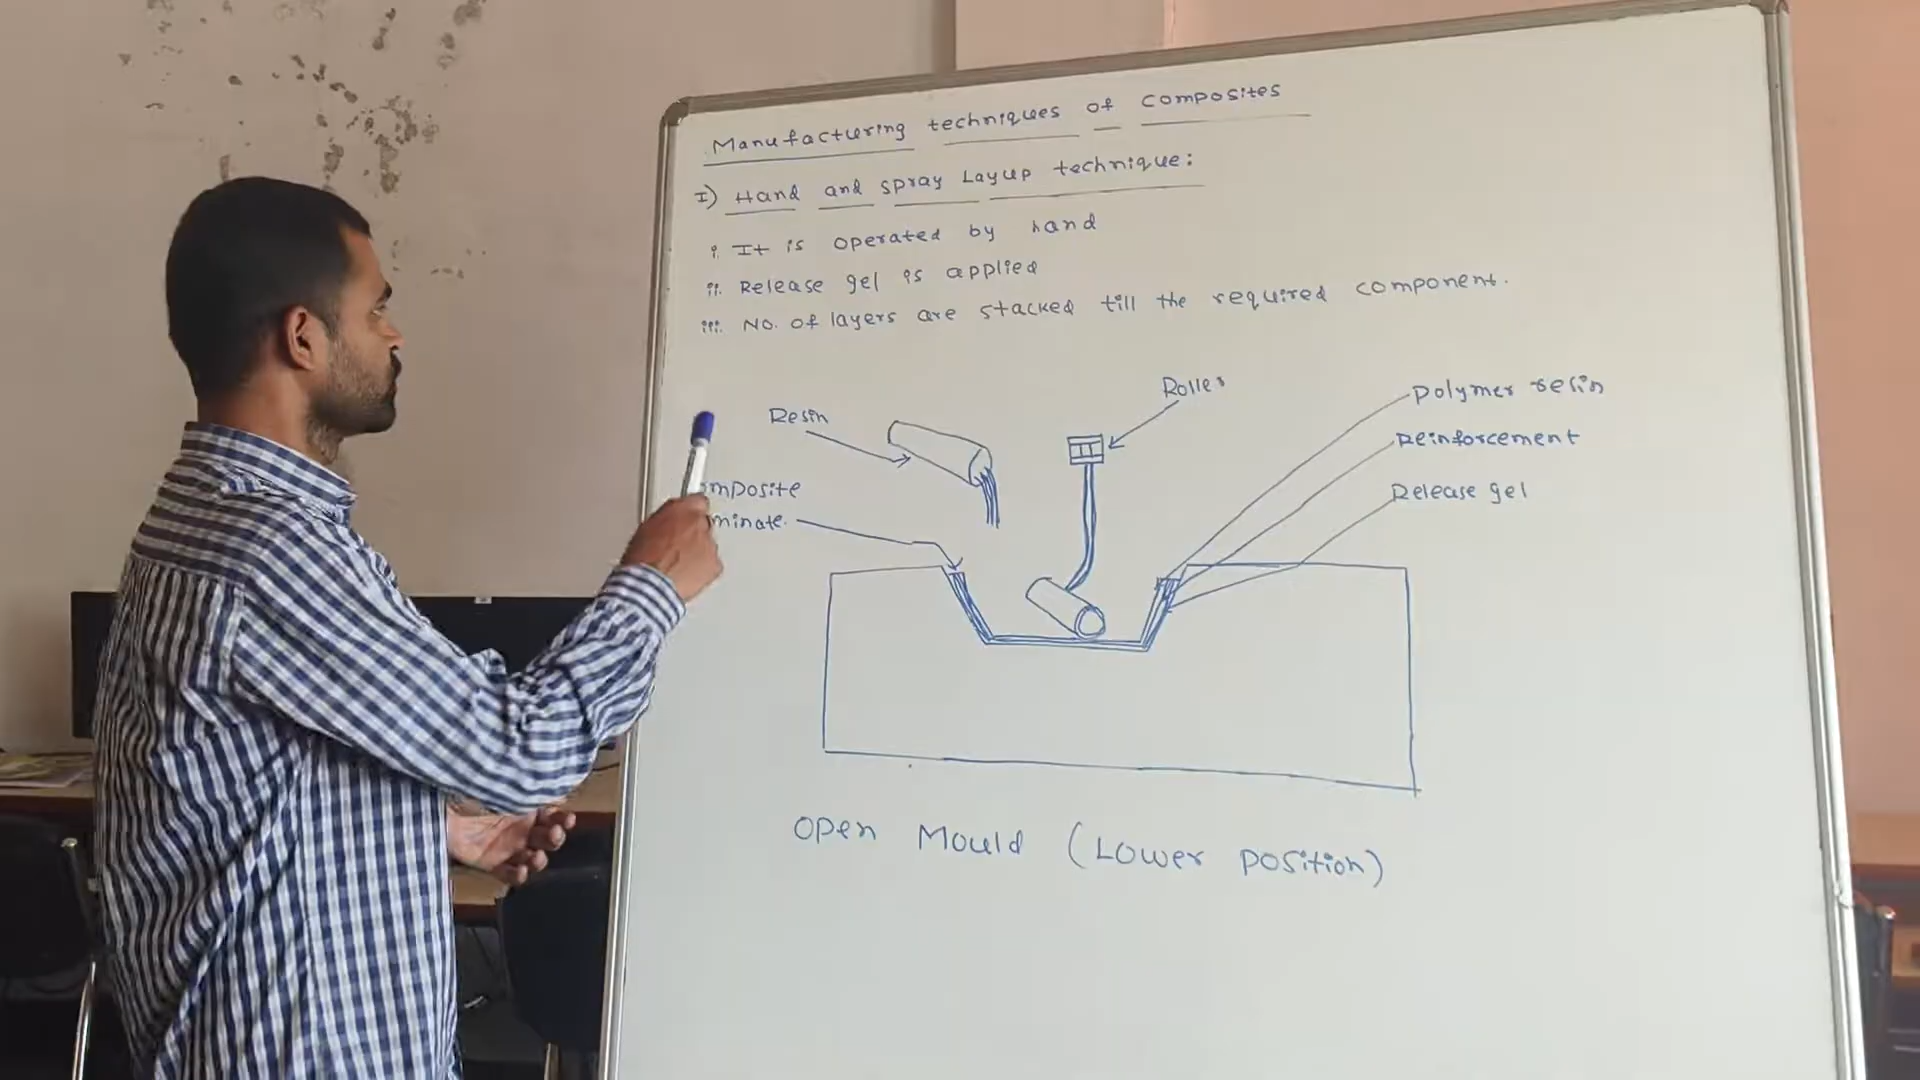 Manufacturing techniques of composites
I) Hand and spray Layup technique:
i. It is operated by hand
ii. Release gel is applied
iii. No. of layers are stacked till the required component.
Resin
Roller
Polymer resin
Reinforcement
Release gel
mposite
minate.
Open Mould (Lower position)